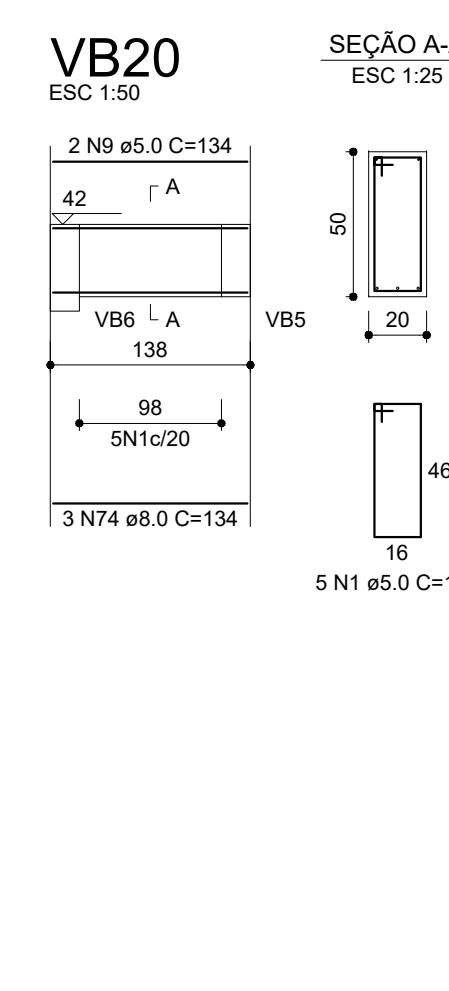 VB20
ESC 1:50
SEÇÃO A-
ESC 1:25
2 N9 ø5.0 C=134
A
42
50
VB6
A
VB5
20
138
98
5N1c/20
46
3 N74 ø8.0 C=134
16
5 N1 ø5.0 C=